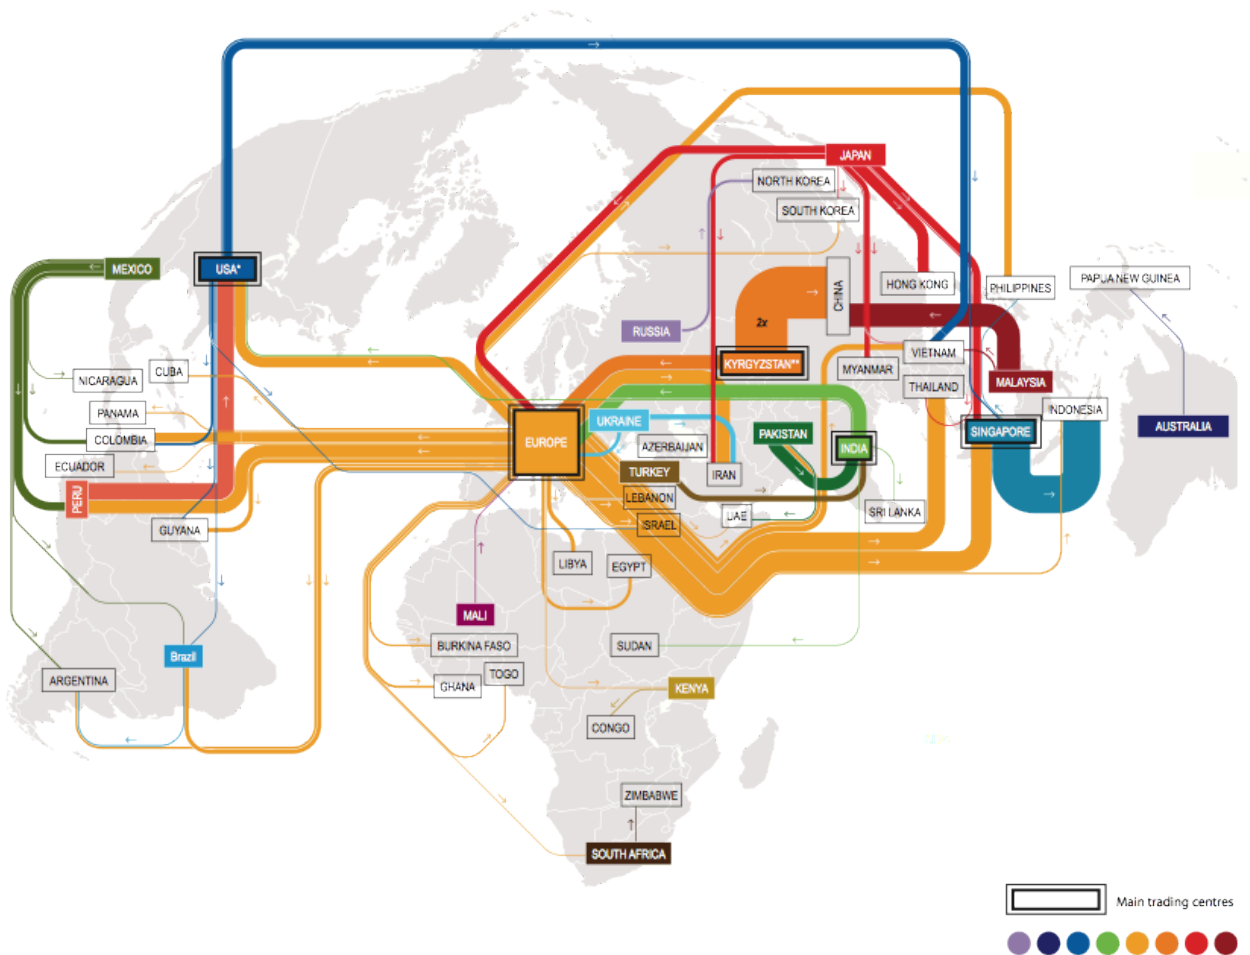 JAPAN
NORTH KOREA
SOUTH KOREA
MEXICO
USA*
CHINA
HONG KONG
PHILIPPINES
PAPUA NEW GUINEA
2x
RUSSIA
KYRGYZSTAN**
VIETNAM
MYANMAR
MALAYSIA
CUBA
NICARAGUA
THAILAND
PANAMA
INDONESIA
UKRAINE
AUSTRALIA
COLOMBIA
EUROPE
PAKISTAN
SINGAPORE
AZERBAIJAN
INDIA
ECUADOR
TURKEY
IRAN
PERU
LEBANON
SRI LANKA
UAE
GUYANA
ISRAEL
LIBYA
EGYPT
MALI
BURKINA FASO
SUDAN
Brazil
TOGO
ARGENTINA
GHANA
KENYA
CONGO
ZIMBABWE
SOUTH AFRICA
Main trading centres